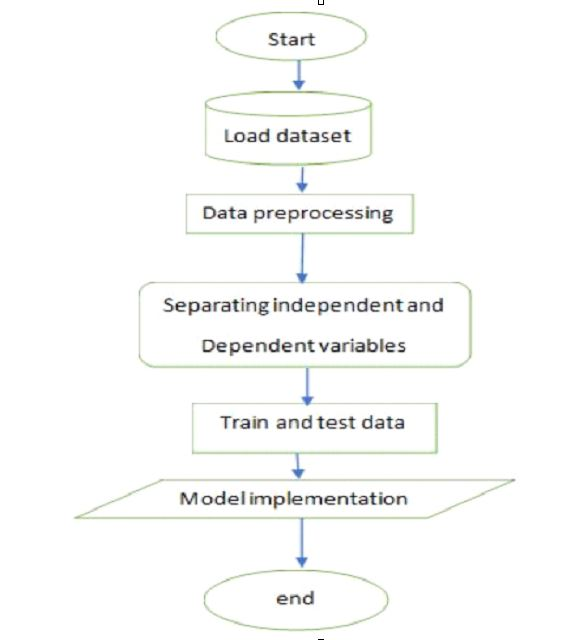 Start
Load dataset
Data preprocessing
Separating independent and
Dependent variables
Train and test data
Model implementation
end